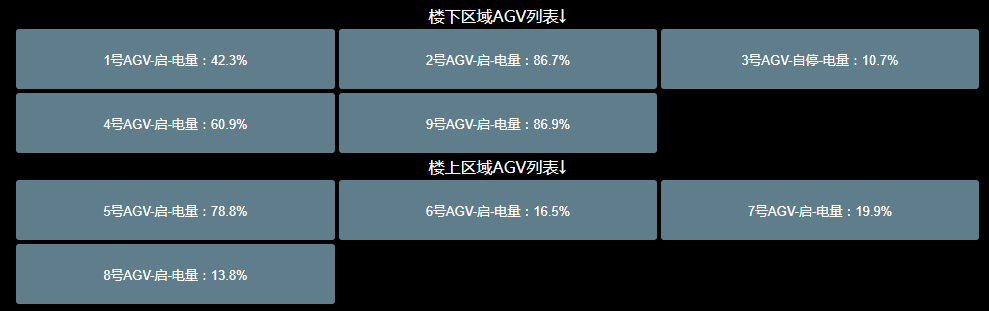 楼下区域AGV列表↓
1号AGV-启-电量：42.3%
2号AGV-启-电量：86.7%
3号AGV-自停-电量：10.7%
4号AGV-启-电量：60.9%
9号AGV-启-电量：86.9%
楼上区域AGV列表↓
5号AGV-启-电量：78.8%
6号AGV-启-电量：16.5%
7号AGV-启-电量：19.9%
8号AGV-启-电量：13.8%